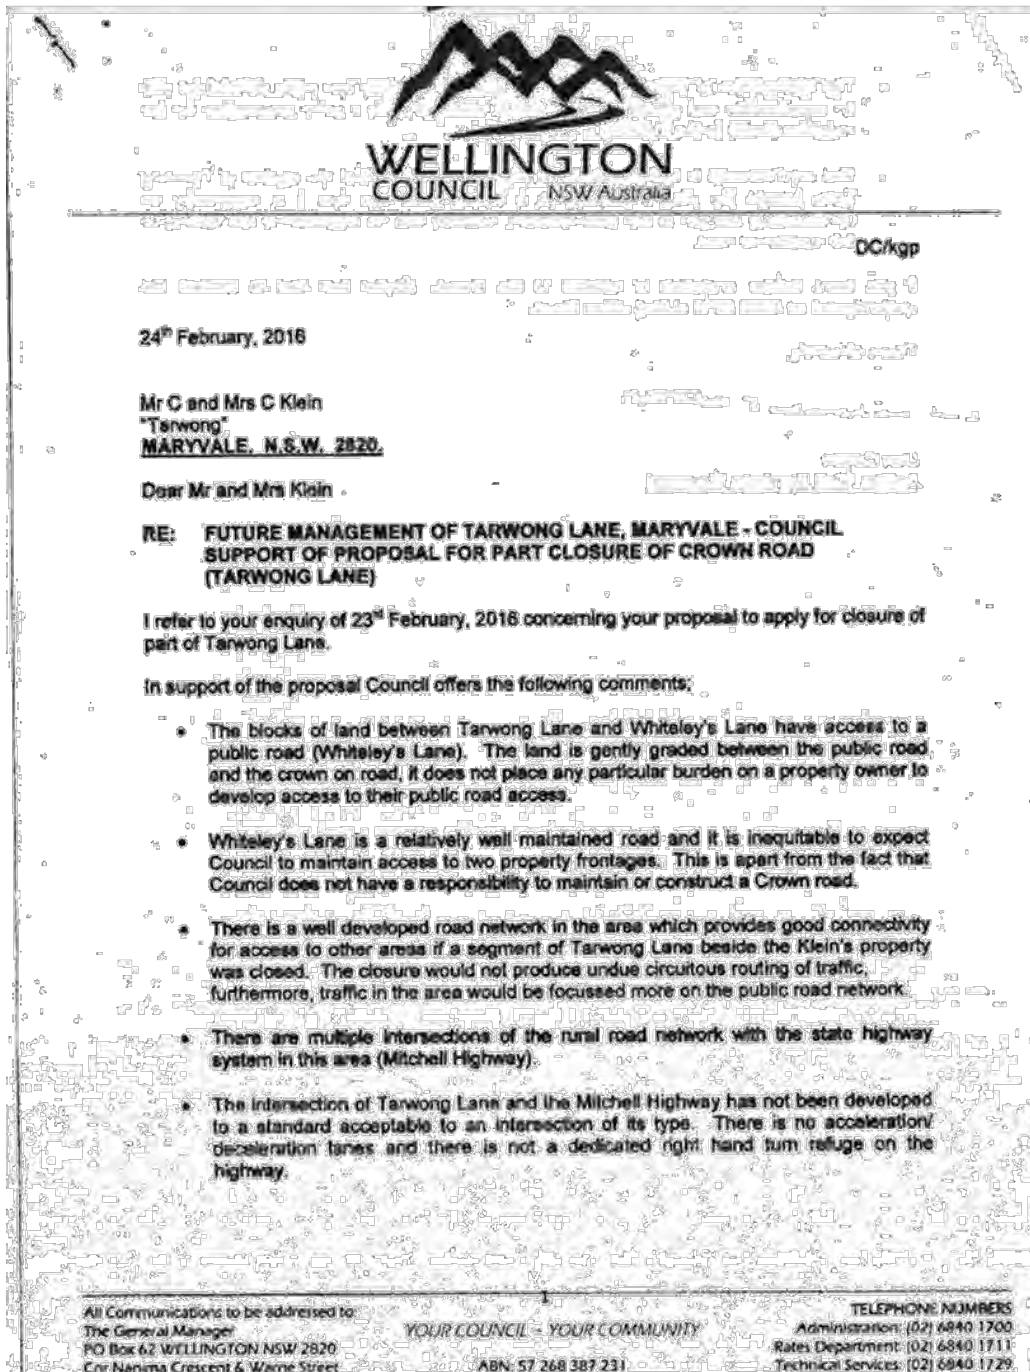 WELLINGTON
COUNCIL NSW Australia
DC/kgp
24th February, 2016
Mr C and Mrs C Klein
"Tarwong"
MARYVALE. N.S.W. 2820.
Dear Mr and Mrs Klein
RE: FUTURE MANAGEMENT OF TARWONG LANE, MARYVALE - COUNCIL
SUPPORT OF PROPOSAL FOR PART CLOSURE OF CROWN ROAD
(TARWONG LANE)
I refer to your enquiry of 23rd February, 2016 concerning your proposal to apply for closure of
part of Tarwong Lane.
In support of the proposal Council offers the following comments;
• The blocks of land between Tarwong Lane and Whiteley's Lane have access to a
public road (Whiteley's Lane). The land is gently graded between the public road
and the crown on road, it does not place any particular burden on a property owner to
develop access to their public road access.
• Whiteley's Lane is a relatively well maintained road and it is inequitable to expect
Council to maintain access to two property frontages. This is apart from the fact that
Council does not have a responsibility to maintain or construct a Crown road.
• There is a well developed road network in the area which provides good connectivity
for access to other areas if a segment of Tarwong Lane beside the Klein's property
was closed. The closure would not produce undue circuitous routing of traffic,
furthermore, traffic in the area would be focussed more on the public road network.
• There are multiple intersections of the rural road network with the state highway
system in this area (Mitchell Highway).
• The intersection of Tarwong Lane and the Mitchell Highway has not been developed
to a standard acceptable to an intersection of its type. There is no acceleration/
deceleration lanes and there is not a dedicated right hand turn refuge on the
highway.
1
All Communications to be addressed to:
The General Manager
PO Box 62 WELLINGTON NSW 2820
Cnr Nanima Crescent & Warne Street
YOUR COUNCIL - YOUR COMMUNITY
ABN: 57 268 387 231
TELEPHONE NUMBERS
Administration: (02) 6840 1700
Rates Department: (02) 6840 1711
Technical Services: (02) 6840 1729